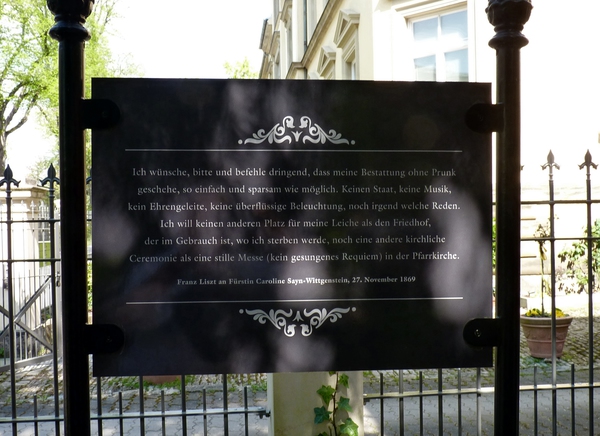 Ich wünsche, bitte und befehle dringend, dass meine Bestattung ohne Prunk
geschehe, so einfach und sparsam wie möglich. Keinen Staat, keine Musik,
kein Ehrengeleite, keine überflüssige Beleuchtung, noch irgend welche Reden.
Ich will keinen anderen Platz für meine Leiche als den Friedhof,
der im Gebrauch ist, wo ich sterben werde, noch eine andere kirchliche
Ceremonie als eine stille Messe (kein gesungenes Requiem) in der Pfarrkirche.
Franz Liszt an Fürstin Caroline Sayn-Wittgenstein, 27. November 1869